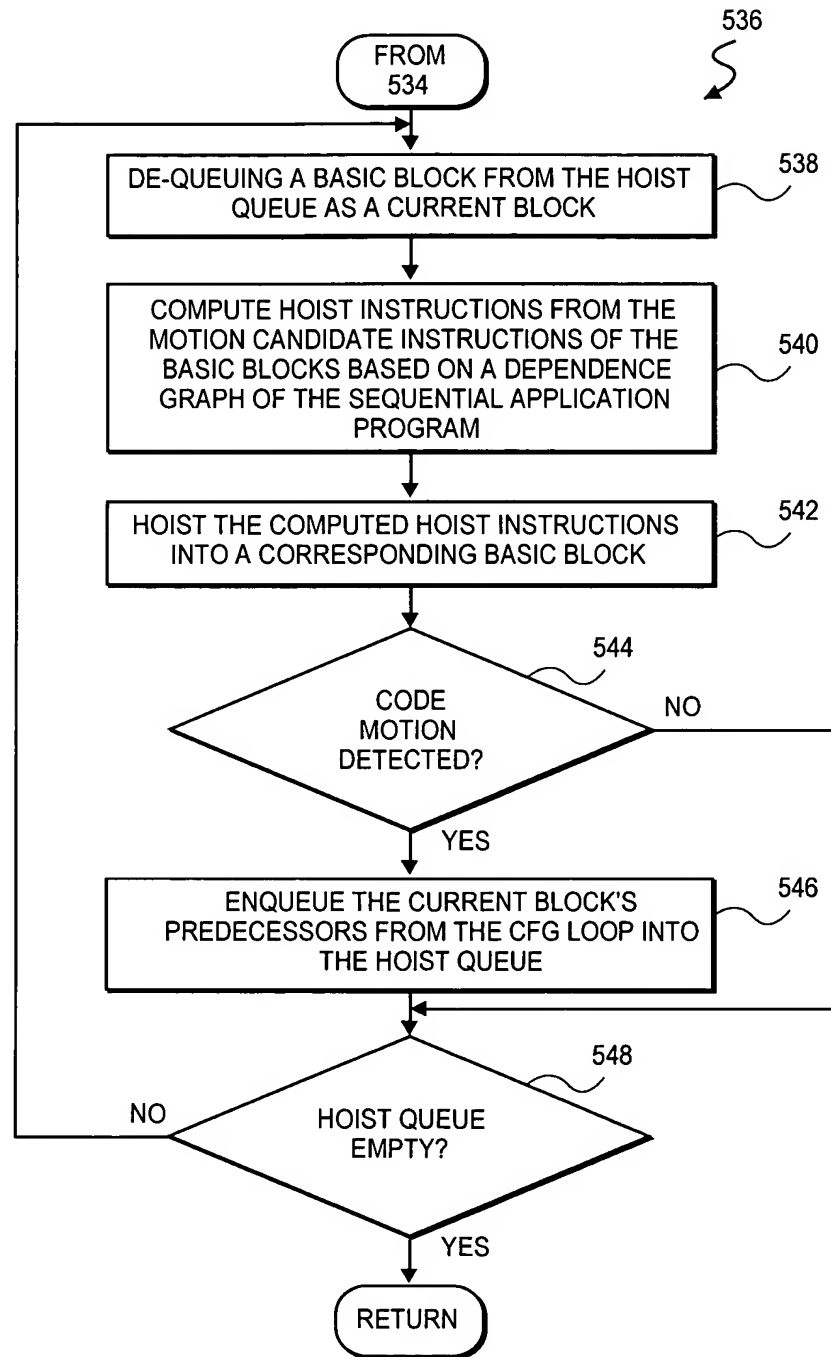 536
FROM
534
DE-QUEUING A BASIC BLOCK FROM THE HOIST
QUEUE AS A CURRENT BLOCK
538
COMPUTE HOIST INSTRUCTIONS FROM THE
MOTION CANDIDATE INSTRUCTIONS OF THE
BASIC BLOCKS BASED ON A DEPENDENCE
GRAPH OF THE SEQUENTIAL APPLICATION
PROGRAM
540
HOIST THE COMPUTED HOIST INSTRUCTIONS
INTO A CORRESPONDING BASIC BLOCK
542
544
CODE
MOTION
DETECTED?
NO
YES
ENQUEUE THE CURRENT BLOCK'S
PREDECESSORS FROM THE CFG LOOP INTO
THE HOIST QUEUE
546
548
NO
HOIST QUEUE
EMPTY?
YES
RETURN